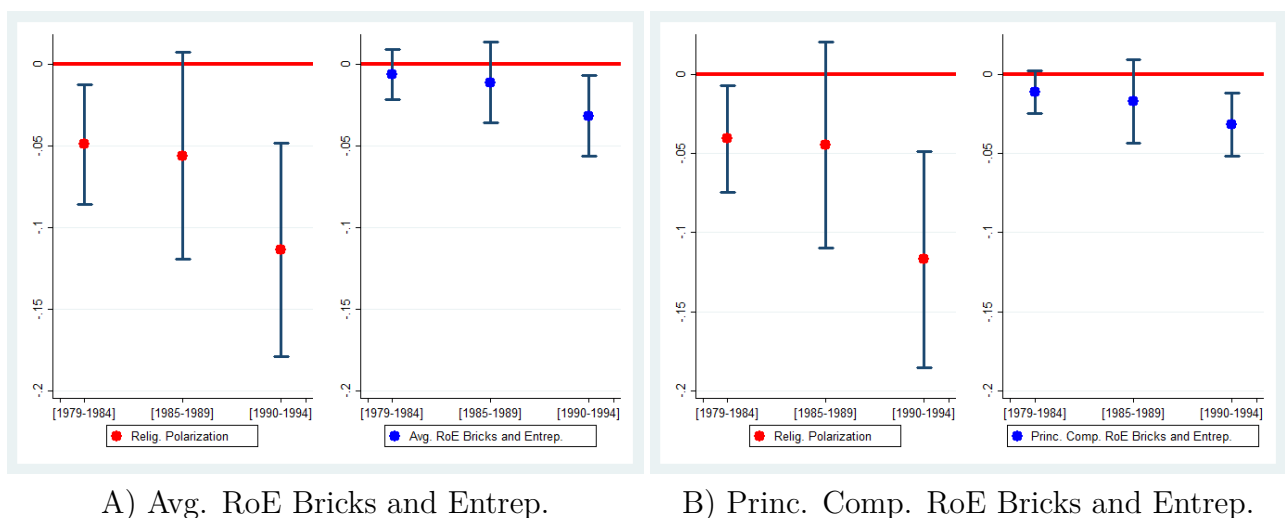 0
-.05
-.1
-.15
-.2
[1979-1984] [1985-1989] [1990-1994]
Relig. Polarization
0
-.05
-.1
-.15
-.2
[1979-1984] [1985-1989] [1990-1994]
Avg. RoE Bricks and Entrep.
A) Avg. RoE Bricks and Entrep.
0
-.05
-.1
-.15
-.2
[1979-1984] [1985-1989] [1990-1994]
Relig. Polarization
0
-.05
-.1
-.15
-.2
[1979-1984] [1985-1989] [1990-1994]
Princ. Comp. RoE Bricks and Entrep.
B) Princ. Comp. RoE Bricks and Entrep.